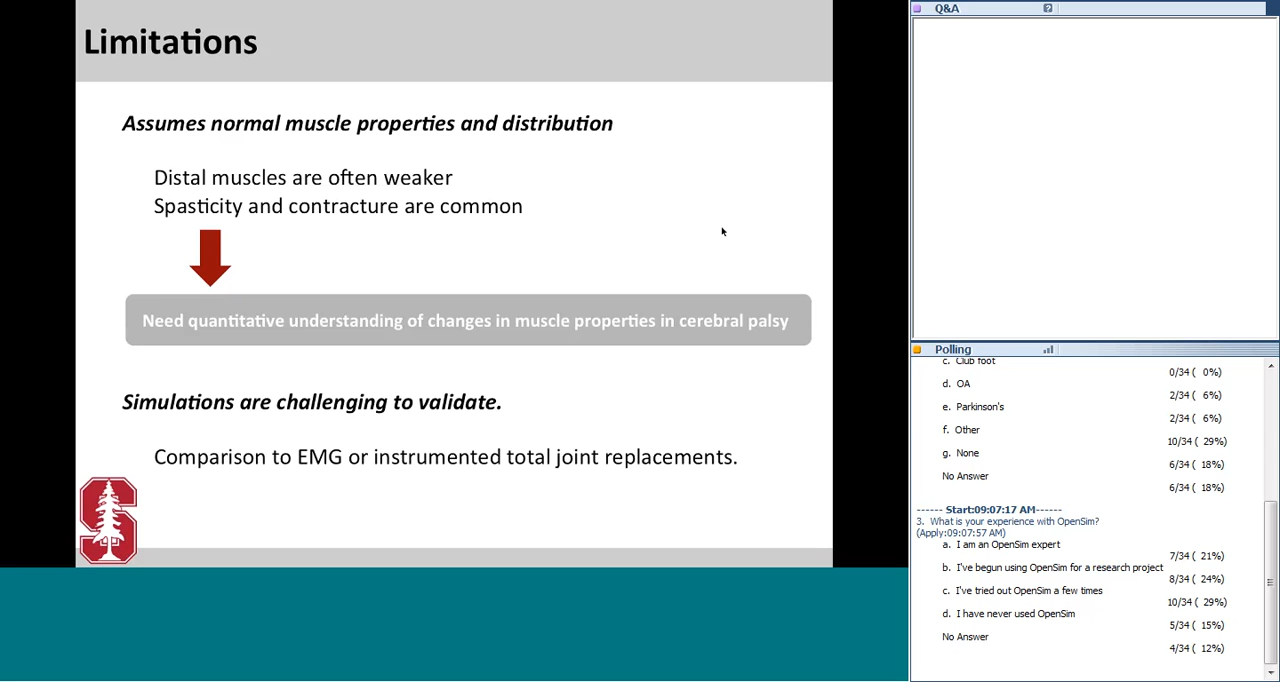 Limitations
Assumes normal muscle properties and distribution
Distal muscles are often weaker
Spasticity and contracture are common
Need quantitative understanding of changes in muscle properties in cerebral palsy
Simulations are challenging to validate.
Comparison to EMG or instrumented total joint replacements.
Q&A
Polling
c. Club foot
0/34 ( 0%)
d. OA
2/34 ( 6%)
e. Parkinson's
2/34 ( 6%)
f. Other
10/34 ( 29%)
g. None
6/34 ( 18%)
No Answer
6/34 ( 18%)
------ Start:09:07:17 AM------
3. What is your experience with OpenSim?
(Apply:09:07:57 AM)
a. I am an OpenSim expert
7/34 ( 21%)
b. I've begun using OpenSim for a research project
8/34 ( 24%)
c. I've tried out OpenSim a few times
10/34 ( 29%)
d. I have never used OpenSim
5/34 ( 15%)
No Answer
4/34 ( 12%)